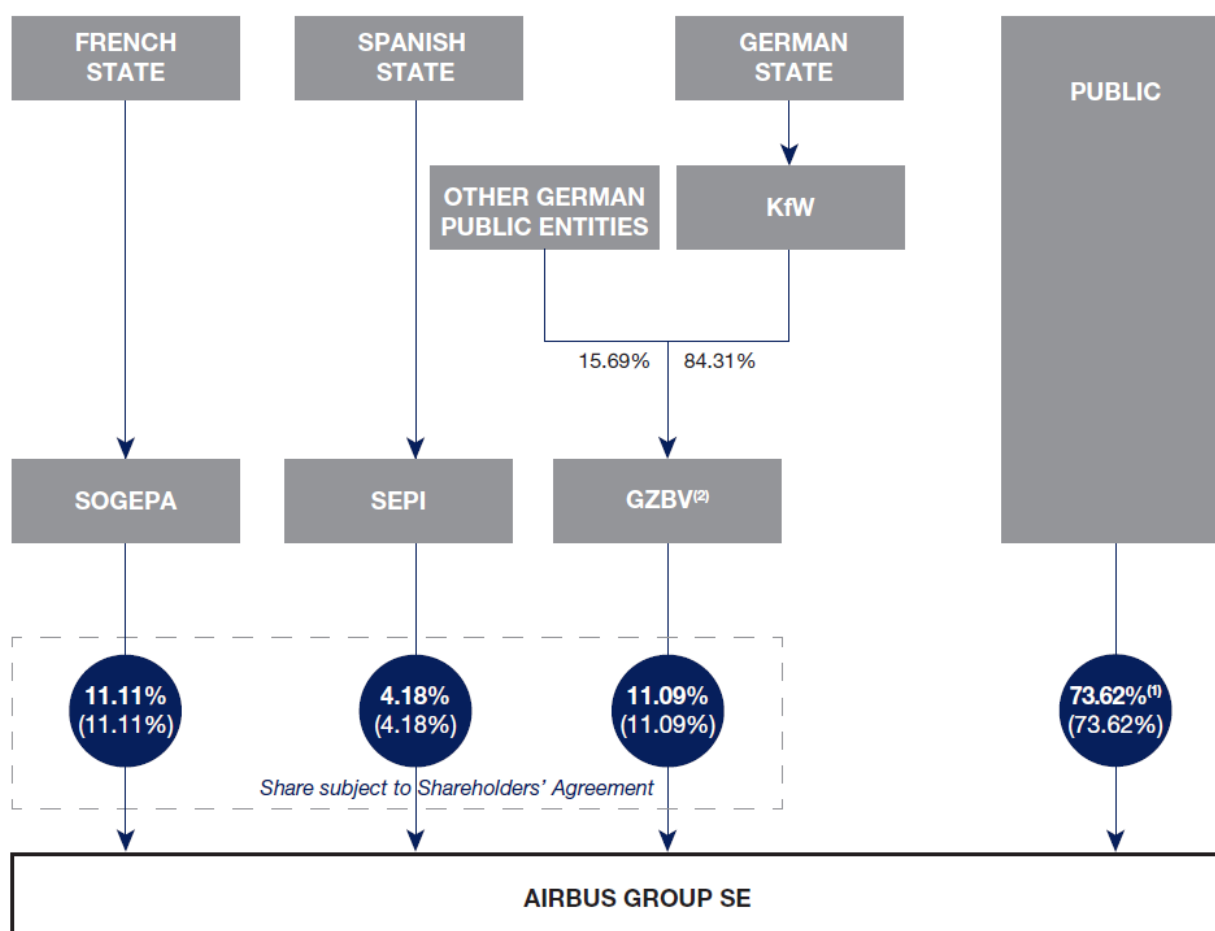 FRENCH
STATE
SPANISH
STATE
GERMAN
STATE
PUBLIC
OTHER GERMAN
PUBLIC ENTITIES
KfW
15.69%
84.31%
SOGEPA
SEPI
GZBV(2)
11.11%
(11.11%)
4.18%
(4.18%)
11.09%
(11.09%)
73.62%(1)
(73.62%)
Share subject to Shareholders' Agreement
AIRBUS GROUP SE